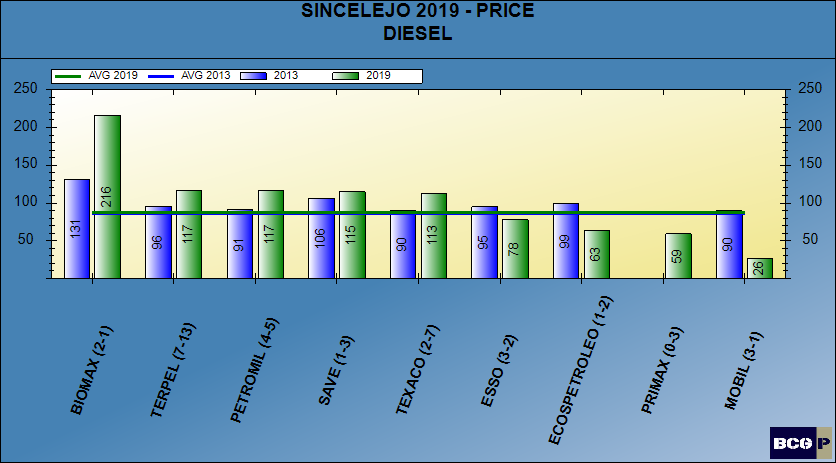 SINCELEJO 2019 - PRICE
DIESEL
AVG 2019 AVG 2013 2013 2019
250 250
200 200
150 150
100 100
50 50
131 216 96 117 91 117 106 115 90 113 95 78 99 63 59 90 26
BIOMAX (2-1)
TERPEL (7-13)
PETROMIL (4-5)
SAVE (1-3)
TEXACO (2-7)
ESSO (3-2)
ECOSPETROLEO (1-2)
PRIMAX (0-3)
MOBIL (3-1)
BCG P